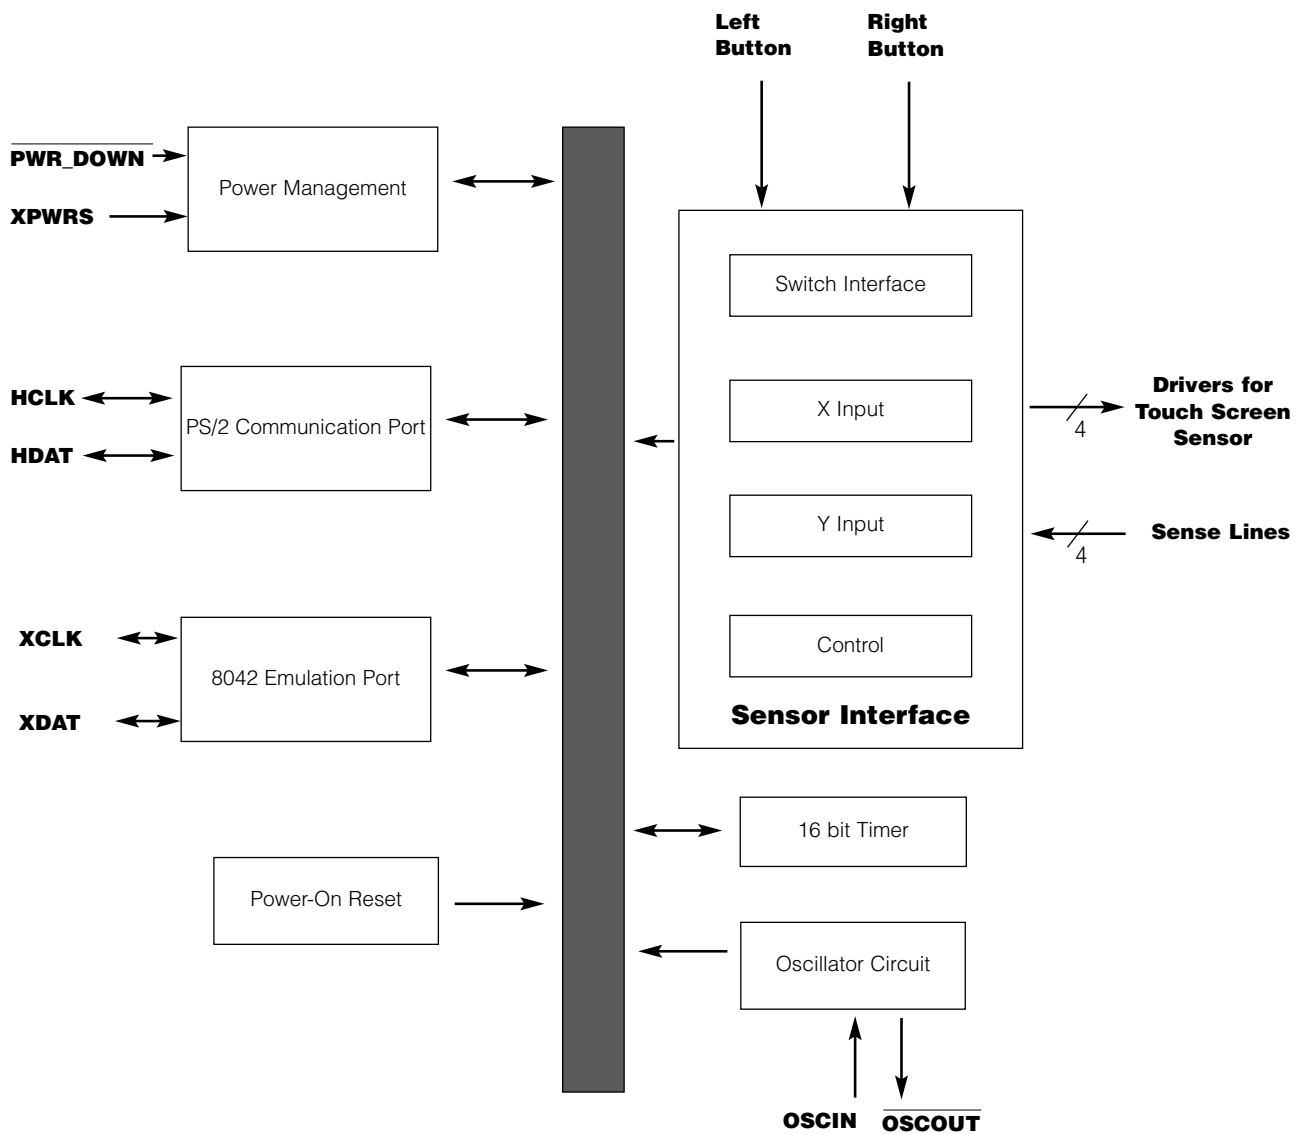 Left
Button
Right
Button
PWR_DOWN
XPWRS
Power Management
Switch Interface
HCLK
HDAT
PS/2 Communication Port
X Input
Drivers for
Touch Screen
Sensor
4
Y Input
Sense Lines
4
XCLK
XDAT
8042 Emulation Port
Control
Sensor Interface
16 bit Timer
Power-On Reset
Oscillator Circuit
OSCIN
OSCOUT